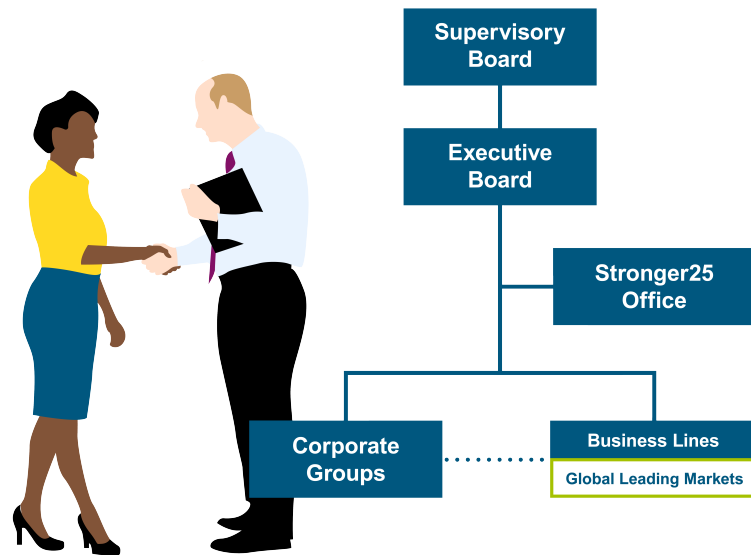 Supervisory
Board
Executive
Board
Stronger25
Office
Corporate
Groups
Business Lines
Global Leading Markets